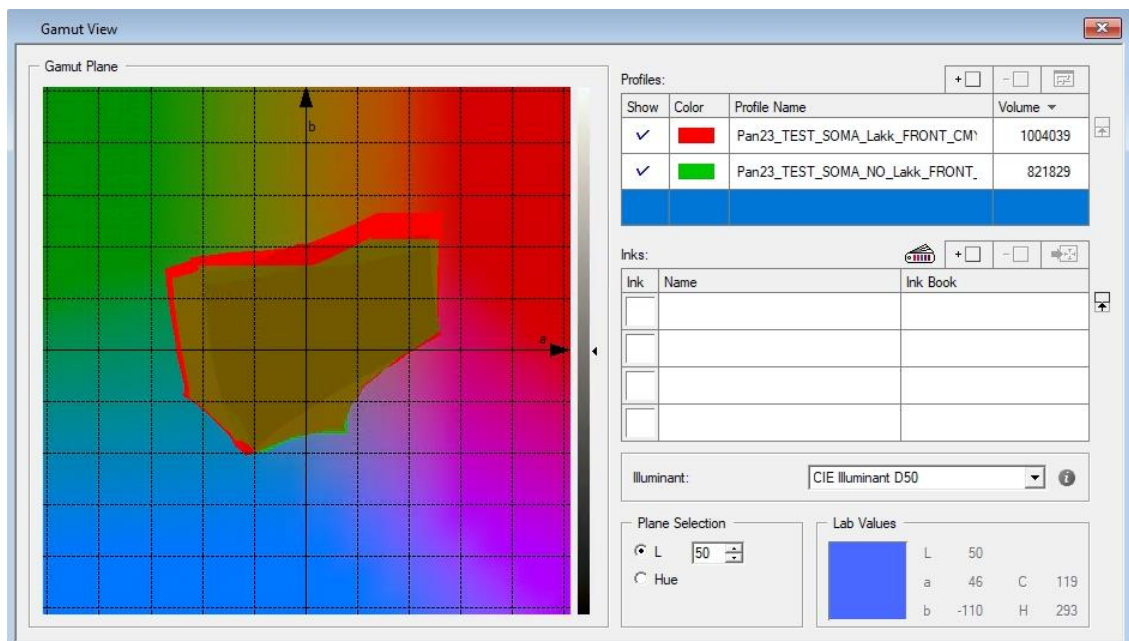 Gamut View
Gamut Plane
b
a
Profiles:
+
-
Show Color Profile Name Volume
Pan23_TEST_SOMA_Lakk_FRONT_CMY 1004039
Pan23_TEST_SOMA_NO_Lakk_FRONT_ 821829
Inks:
+
-
Ink Name Ink Book
Illuminant: CIE Illuminant D50
Plane Selection
L 50
Hue
Lab Values
L 50
a 46 C 119
b -110 H 293